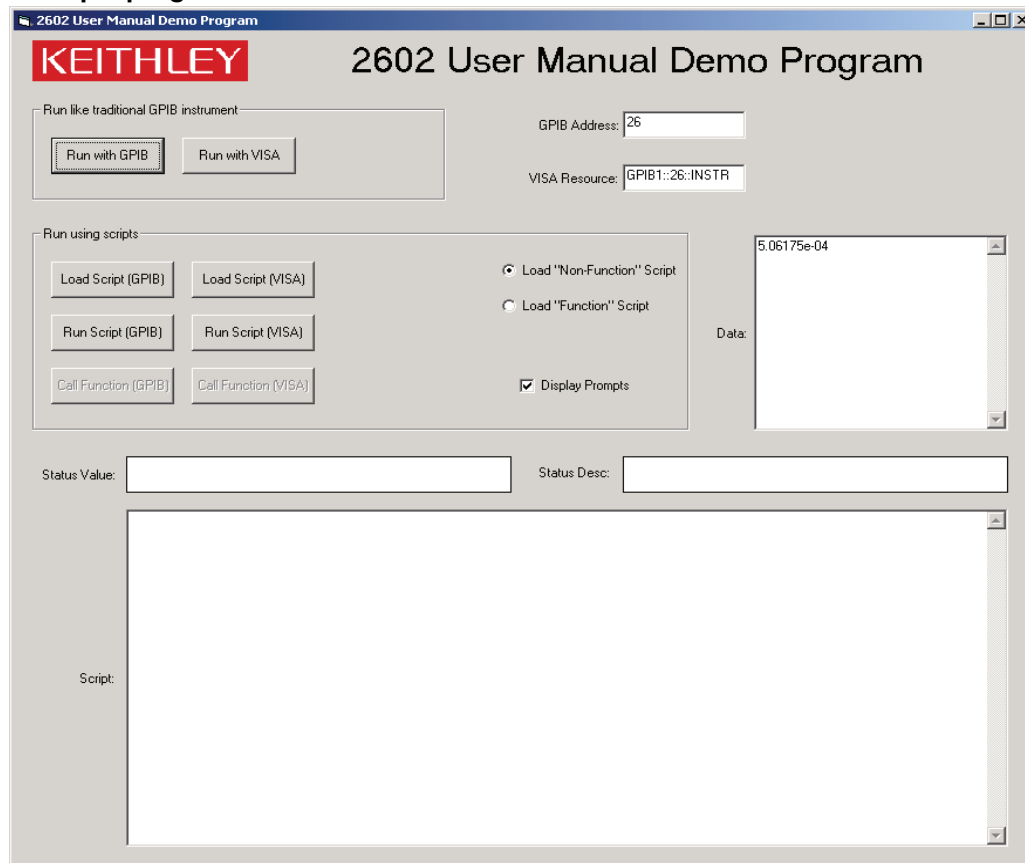 2602 User Manual Demo Program
KEITHLEY
2602 User Manual Demo Program
Run like traditional GPIB instrument
Run with GPIB
Run with VISA
GPIB Address:
26
VISA Resource:
GPIB1::26::INSTR
Run using scripts
Load Script (GPIB)
Load Script (VISA)
Load "Non-Function" Script
Load "Function" Script
Run Script (GPIB)
Run Script (VISA)
Call Function (GPIB)
Call Function (VISA)
Display Prompts
Data:
5.06175e-04
Status Value:
Status Desc:
Script: